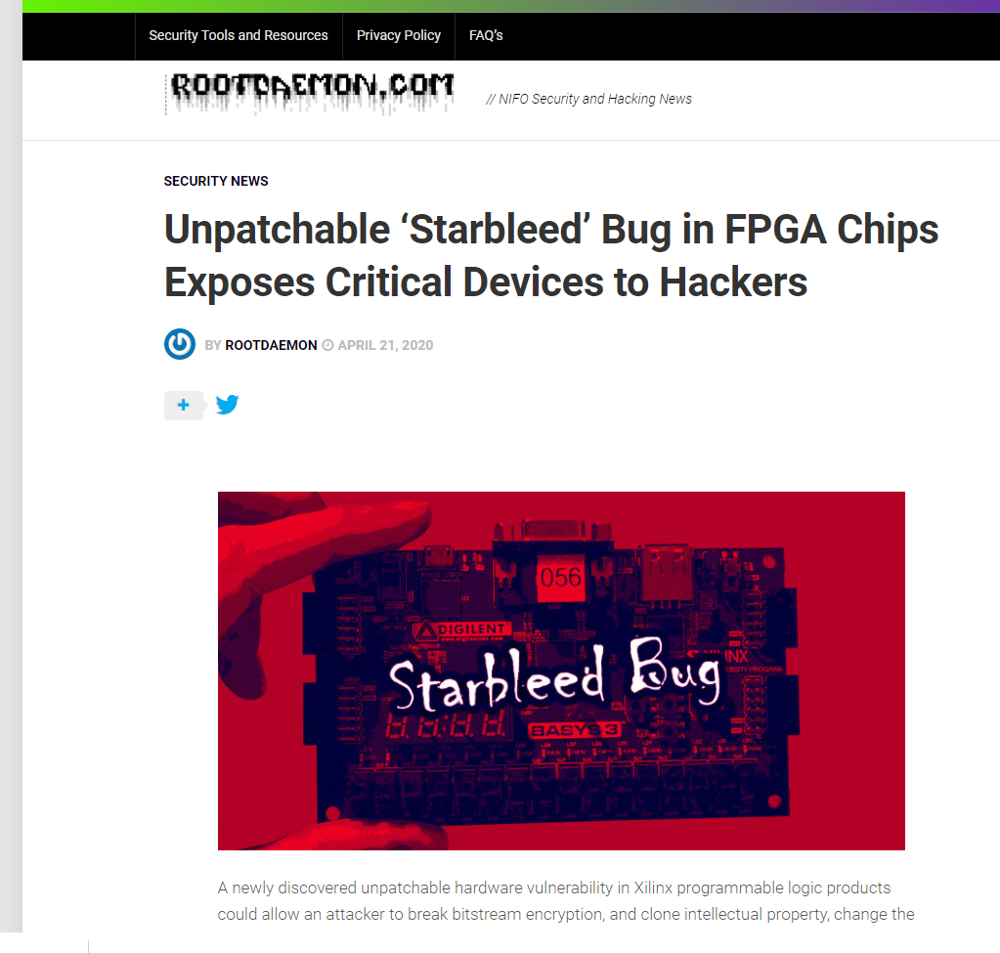 Security Tools and Resources Privacy Policy FAQ’s
ROOTDAEMON.COM
// NIFO Security and Hacking News
SECURITY NEWS
Unpatchable ‘Starbleed’ Bug in FPGA Chips
Exposes Critical Devices to Hackers
BY ROOTDAEMON APRIL 21, 2020
+
056
DIGILENT
Starbleed Bug
BASYS 3
A newly discovered unpatchable hardware vulnerability in Xilinx programmable logic products
could allow an attacker to break bitstream encryption, and clone intellectual property, change the